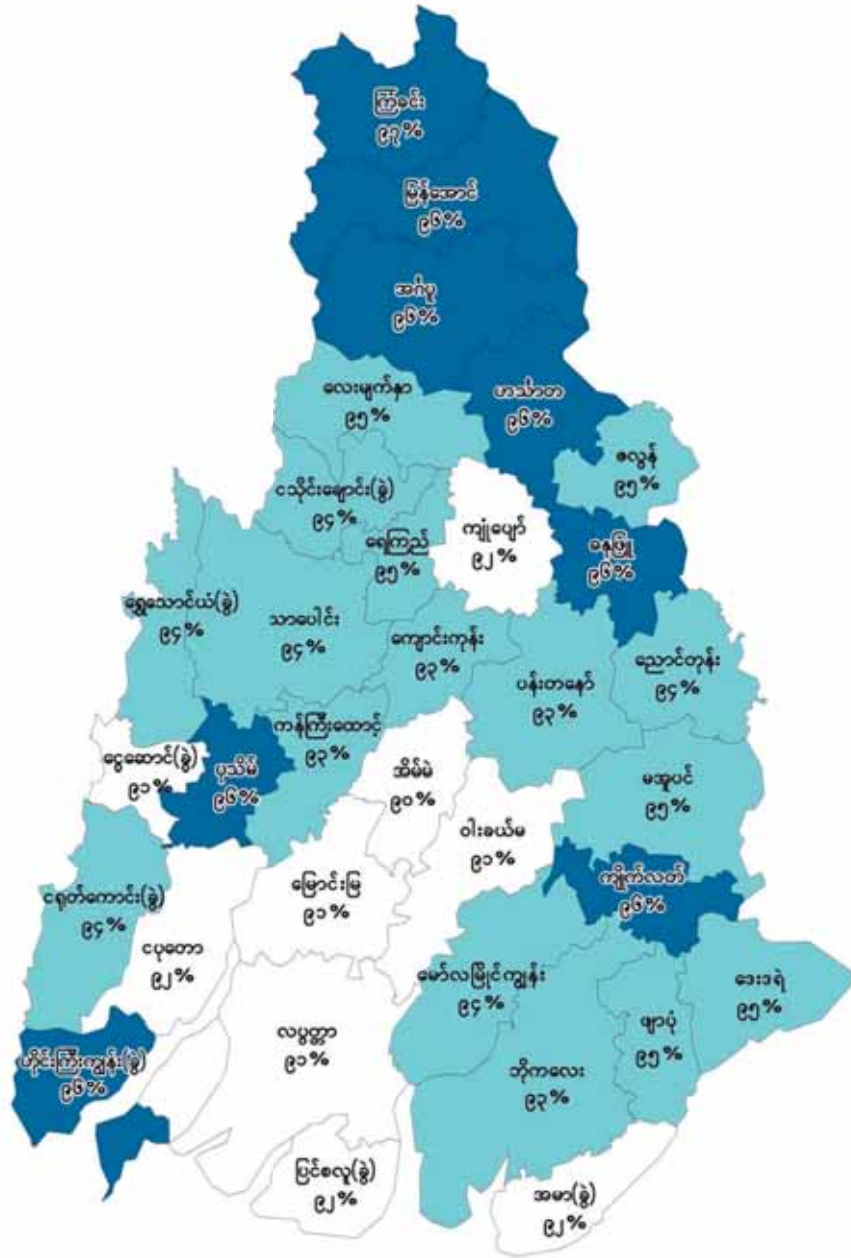 ကြံခင်း
၉၇%
မြန်အောင်
၉၆%
အင်္ဂပူ
၉၆%
လေးမျက်နှာ
၉၅%
ဟင်္သာတ
၉၆%
ဇလွန်
၉၅%
ငသိုင်းချောင်း(ခွဲ)
၉၄%
ရေကြည်
၉၅%
ကျုံပျော်
၉၂%
ဓနုဖြူ
၉၆%
ရွှေသောင်ယံ(ခွဲ)
၉၄%
သာပေါင်း
၉၄%
ကျောင်းကုန်း
၉၃%
ပန်းတနော်
၉၃%
ညောင်တုန်း
၉၄%
ငွေဆောင်(ခွဲ)
၉၁%
ပုသိမ်
၉၆%
ကန်ကြီးထောင့်
၉၃%
အိမ်မဲ
၉၀%
ဝါးခယ်မ
၉၁%
မအူပင်
၉၅%
ငရုတ်ကောင်း(ခွဲ)
၉၄%
ငပုတော
၉၂%
မြောင်းမြ
၉၁%
ကျိုက်လတ်
၉၆%
မော်လမြိုင်ကျွန်း
၉၄%
ဖျာပုံ
၉၅%
ဒေးဒရဲ
၉၅%
ဟိုင်းကြီးကျွန်း(ခွဲ)
၉၆%
လပွတ္တာ
၉၁%
ဘိုကလေး
၉၃%
ပြင်စလူ(ခွဲ)
၉၂%
အမာ(ခွဲ)
၉၂%